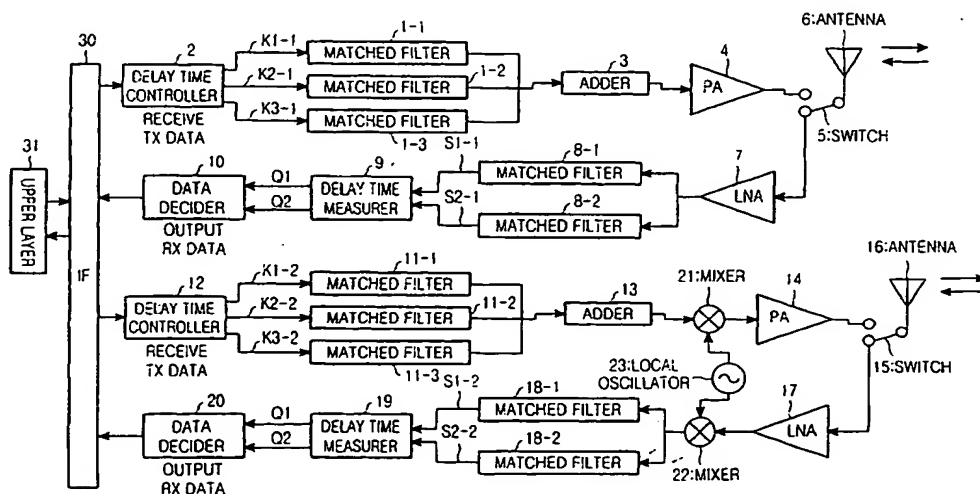 30
2
K1-1
1-1
MATCHED FILTER
6:ANTENNA
DELAY TIME
CONTROLLER
RECEIVE
TX DATA
K2-1
MATCHED FILTER
1-2
3
ADDER
4
PA
K3-1
MATCHED FILTER
1-3
5:SWITCH
31
UPPER LAYER
IF
10
DATA
DECIDER
OUTPUT
RX DATA
Q1
Q2
9
DELAY TIME
MEASURER
S1-1
S2-1
8-1
MATCHED FILTER
8-2
MATCHED FILTER
7
LNA
12
DELAY TIME
CONTROLLER
RECEIVE
TX DATA
K1-2
11-1
MATCHED FILTER
K2-2
MATCHED FILTER
11-2
K3-2
MATCHED FILTER
11-3
13
ADDER
21:MIXER
14
PA
16:ANTENNA
15:SWITCH
23:LOCAL
OSCILLATOR
20
DATA
DECIDER
OUTPUT
RX DATA
Q1
Q2
19
DELAY TIME
MEASURER
S1-2
S2-2
18-1
MATCHED FILTER
18-2
MATCHED FILTER
22:MIXER
17
LNA